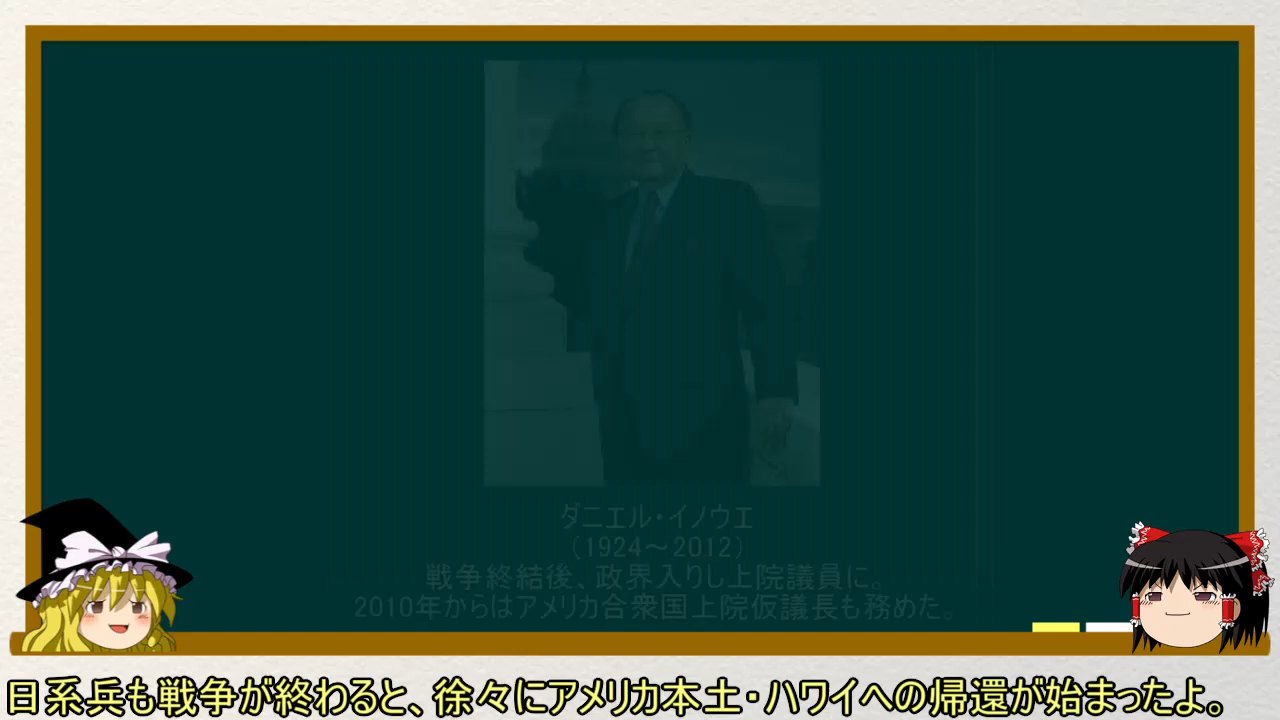 ダニエル・イノウエ
（1924～2012）
戦争終結後、政界入りし上院議員に。
2010年からはアメリカ合衆国上院仮議長も務めた。
日系兵も戦争が終わると、徐々にアメリカ本土・ハワイへの帰還が始まったよ。